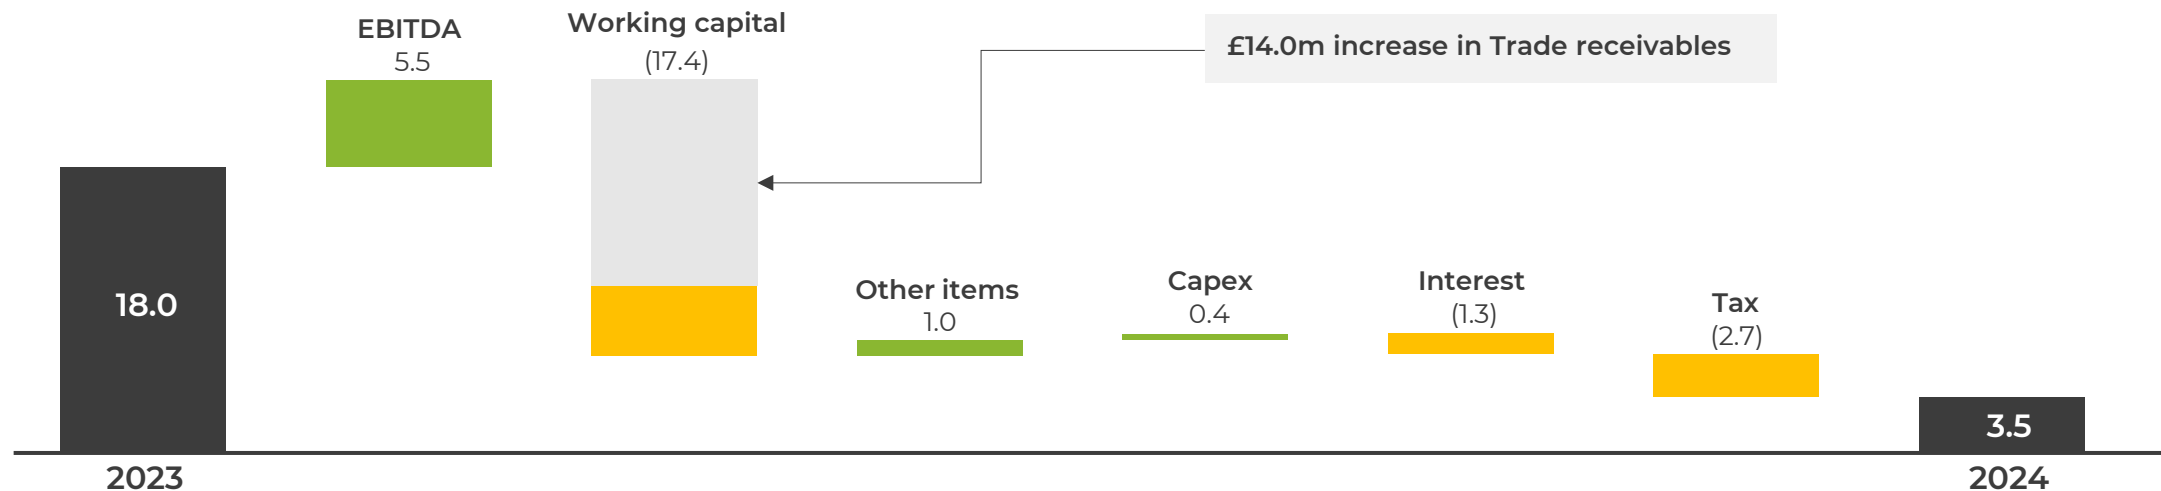 EBITDA
5.5
Working capital
(17.4)
£14.0m increase in Trade receivables
18.0
Other items
1.0
Capex
0.4
Interest
(1.3)
Tax
(2.7)
3.5
2023
2024